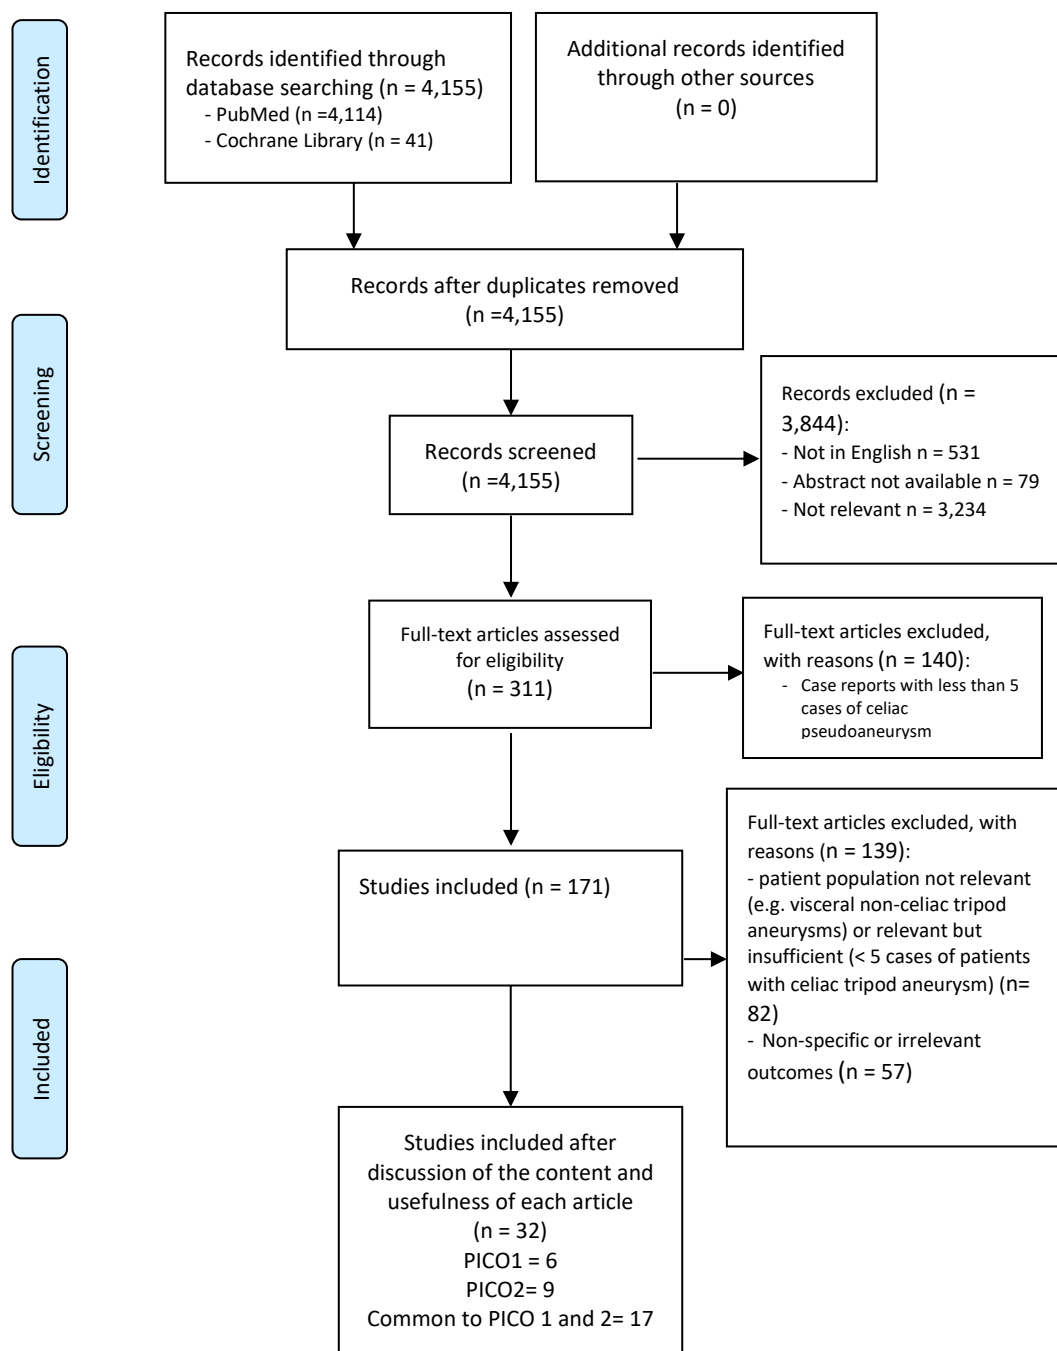 Identification
Records identified through
database searching (n = 4,155)
- PubMed (n =4,114)
- Cochrane Library (n = 41)
Additional records identified
through other sources
(n = 0)
Records after duplicates removed
(n =4,155)
Screening
Records screened
(n =4,155)
Records excluded (n =
3,844):
- Not in English n = 531
- Abstract not available n = 79
- Not relevant n = 3,234
Eligibility
Full-text articles assessed
for eligibility
(n = 311)
Full-text articles excluded,
with reasons (n = 140):
- Case reports with less than 5
cases of celiac
pseudoaneurysm
Studies included (n = 171)
Full-text articles excluded, with
reasons (n = 139):
- patient population not relevant
(e.g. visceral non-celiac tripod
aneurysms) or relevant but
insufficient (< 5 cases of patients
with celiac tripod aneurysm) (n=
82)
- Non-specific or irrelevant
outcomes (n = 57)
Included
Studies included after
discussion of the content and
usefulness of each article
(n = 32)
PICO1 = 6
PICO2= 9
Common to PICO 1 and 2= 17